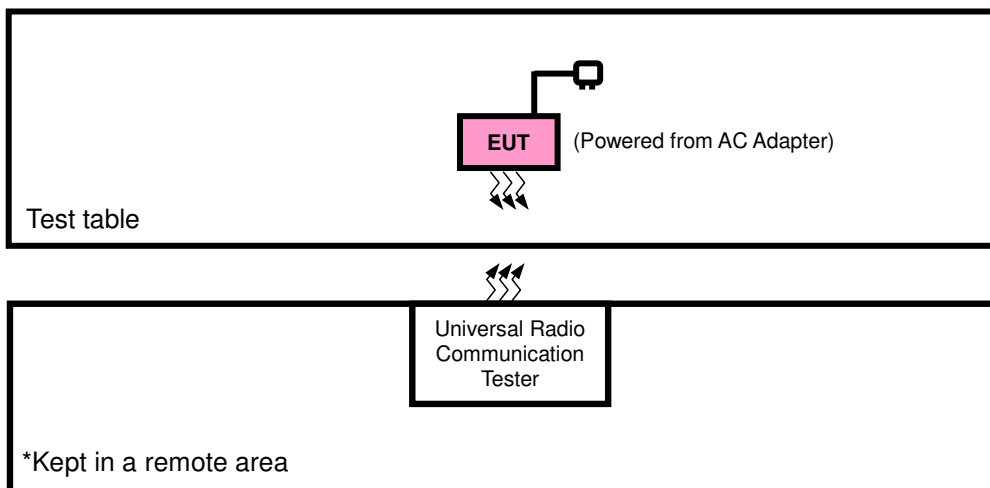 EUT
(Powered from AC Adapter)
Test table
Universal Radio
Communication
Tester
*Kept in a remote area